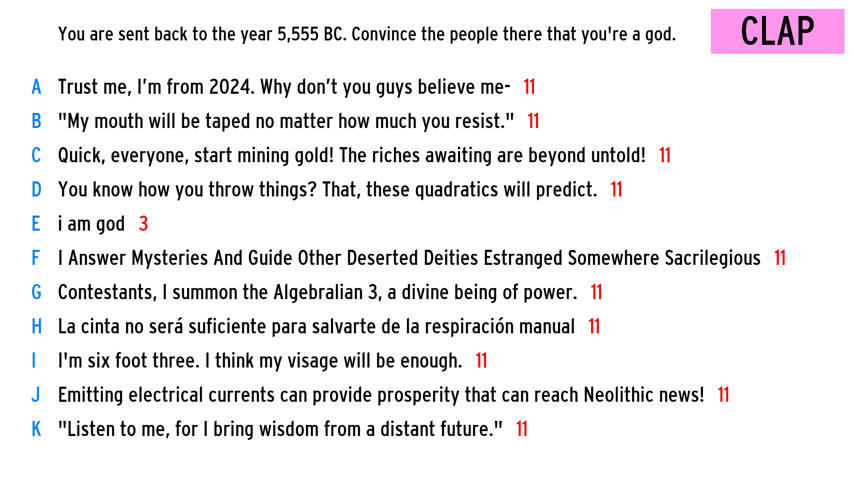 You are sent back to the year 5,555 BC. Convince the people there that you're a god.
CLAP
A Trust me, I'm from 2024. Why don't you guys believe me- 11
B "My mouth will be taped no matter how much you resist." 11
C Quick, everyone, start mining gold! The riches awaiting are beyond untold! 11
D You know how you throw things? That, these quadratics will predict. 11
E i am god 3
F I Answer Mysteries And Guide Other Deserted Deities Estranged Somewhere Sacrilegious 11
G Contestants, I summon the Algebralian 3, a divine being of power. 11
H La cinta no será suficiente para salvarte de la respiración manual 11
I I'm six foot three. I think my visage will be enough. 11
J Emitting electrical currents can provide prosperity that can reach Neolithic news! 11
K "Listen to me, for I bring wisdom from a distant future." 11